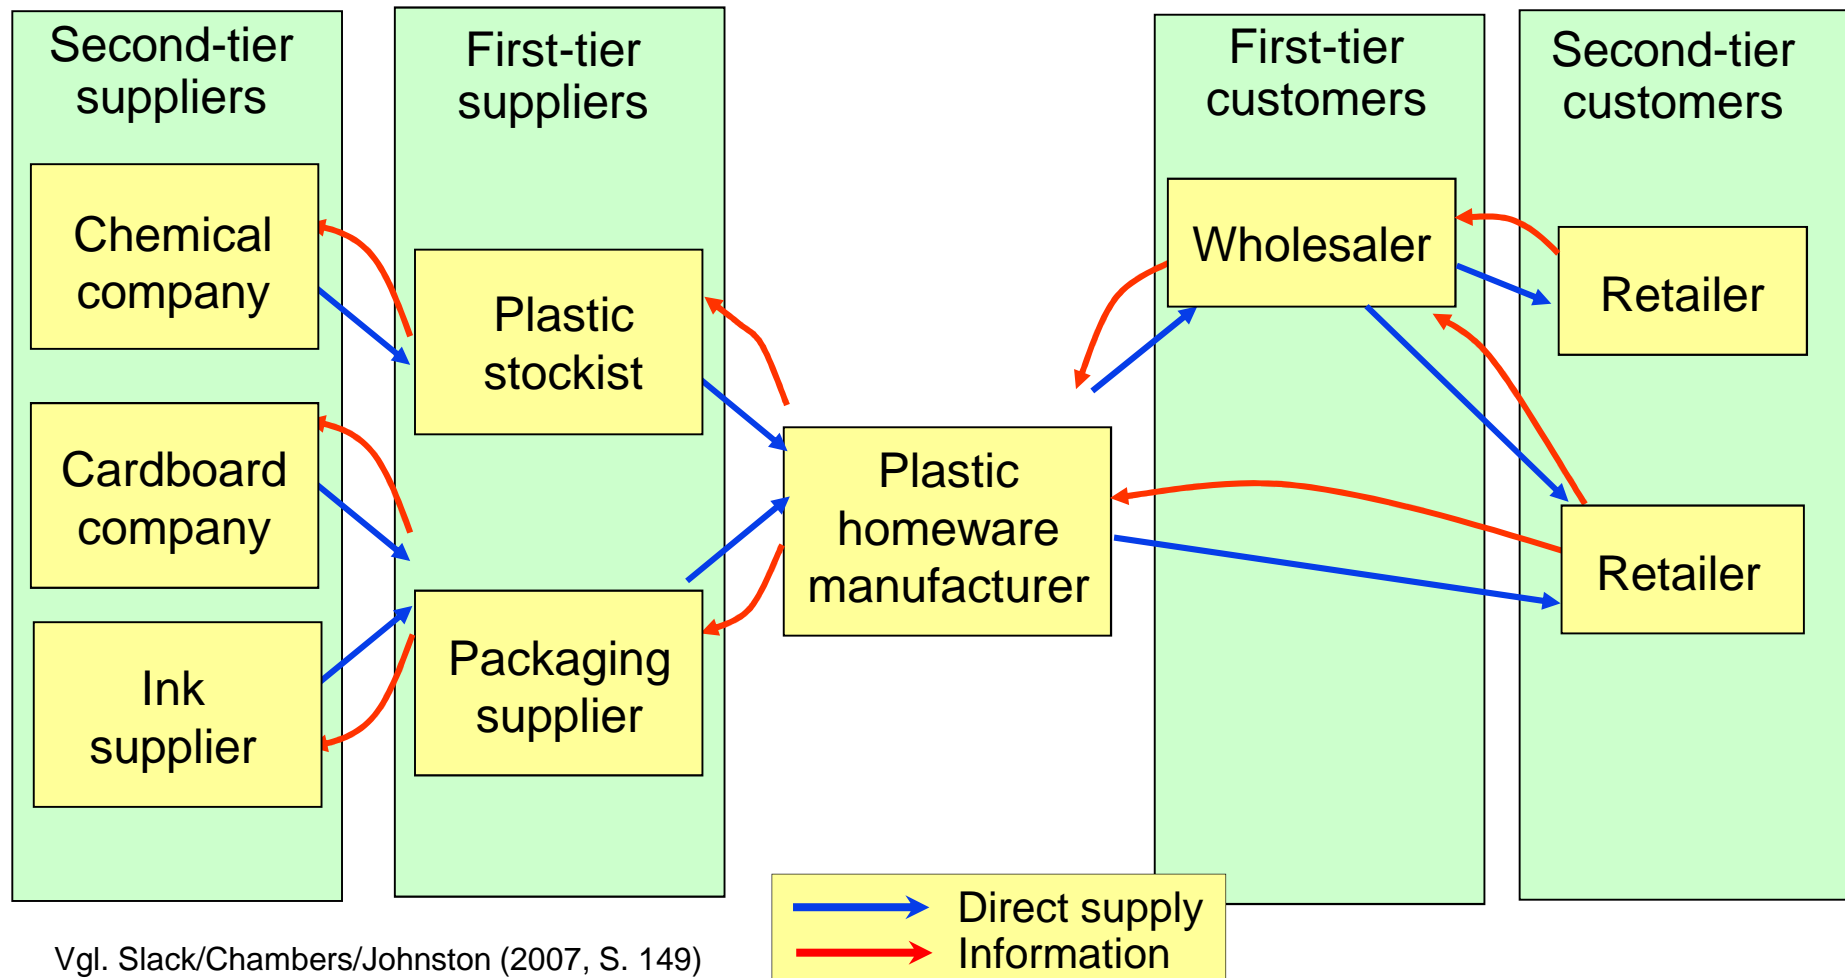 Second-tier
suppliers
First-tier
suppliers
First-tier
customers
Second-tier
customers
Chemical
company
Cardboard
company
Ink
supplier
Plastic
stockist
Packaging
supplier
Plastic
homeware
manufacturer
Wholesaler
Retailer
Retailer
Direct supply
Information
Vgl. Slack/Chambers/Johnston (2007, S. 149)